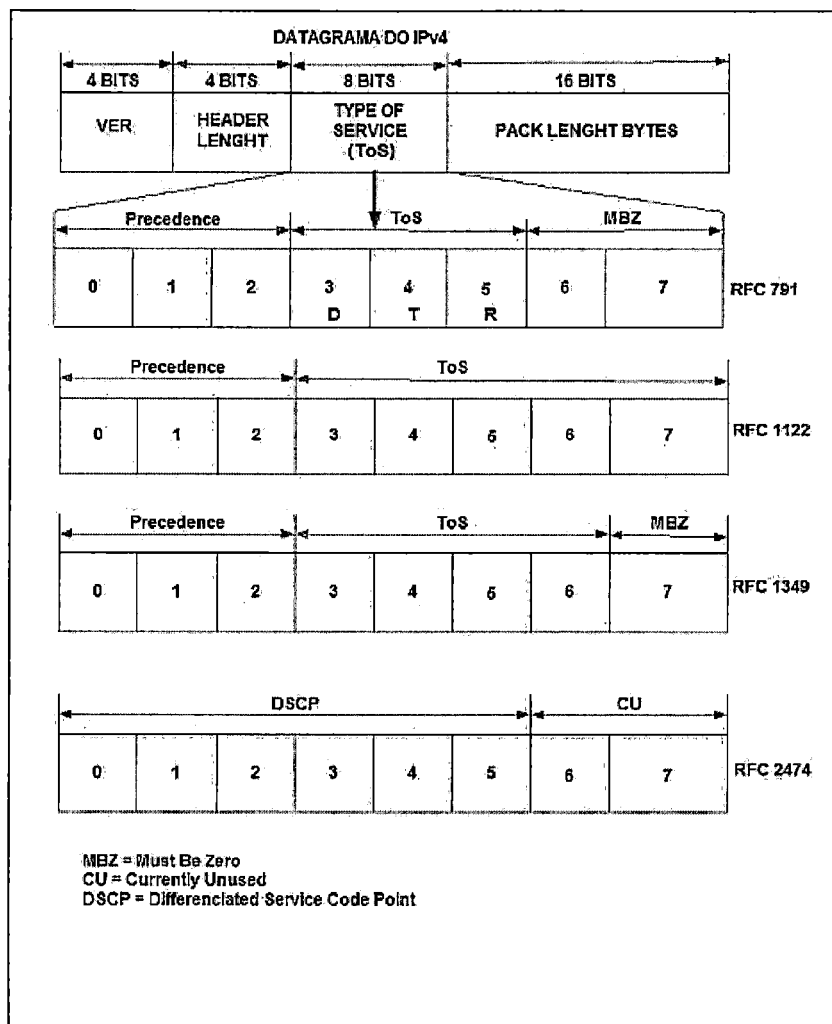 DATAGRAMA DO IPv4
4 BITS 4 BITS 8 BITS 16 BITS
VER HEADER LENGHT TYPE OF SERVICE (ToS) PACK LENGHT BYTES
Precedence ToS MBZ
0 1 2 3 D 4 T 5 R 6 7 RFC 791
Precedence ToS
0 1 2 3 4 5 6 7 RFC 1122
Precedence ToS MBZ
0 1 2 3 4 5 6 7 RFC 1349
DSCP CU
0 1 2 3 4 5 6 7 RFC 2474
MBZ = Must Be Zero
CU = Currently Unused
DSCP = Differenciated Service Code Point